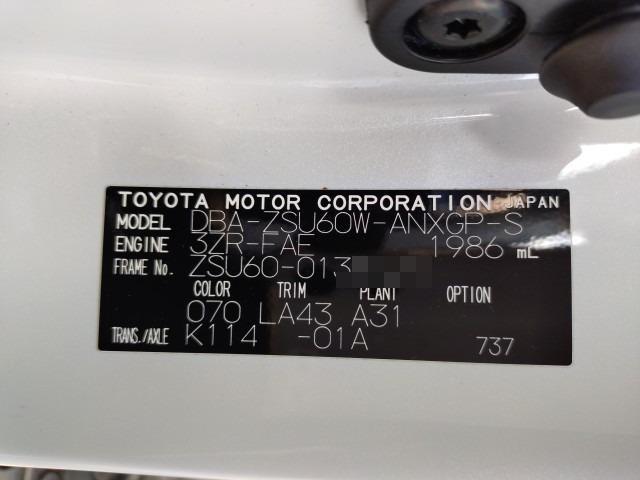 TOYOTA MOTOR CORPORATION JAPAN
MODEL DBA-ZSU60W-ANXGP-S
ENGINE 3ZR-FAE 1986 mL
FRAME No. ZSU60-013
COLOR TRIM PLANT OPTION
070 LA43 A31
TRANS./AXLE K114 -01A 737